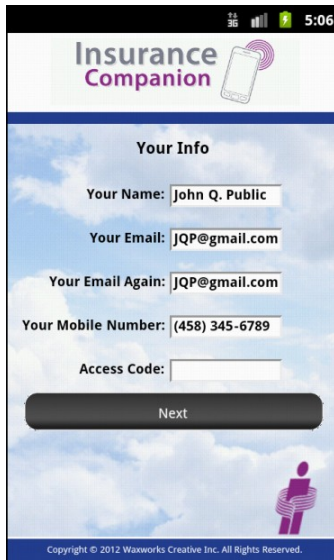 3G 5:06
Insurance
Companion
Your Info
Your Name: John Q. Public
Your Email: JQP@gmail.com
Your Email Again: JQP@gmail.com
Your Mobile Number: (458) 345-6789
Access Code:
Next
Copyright © 2012 Waxworks Creative Inc. All Rights Reserved.